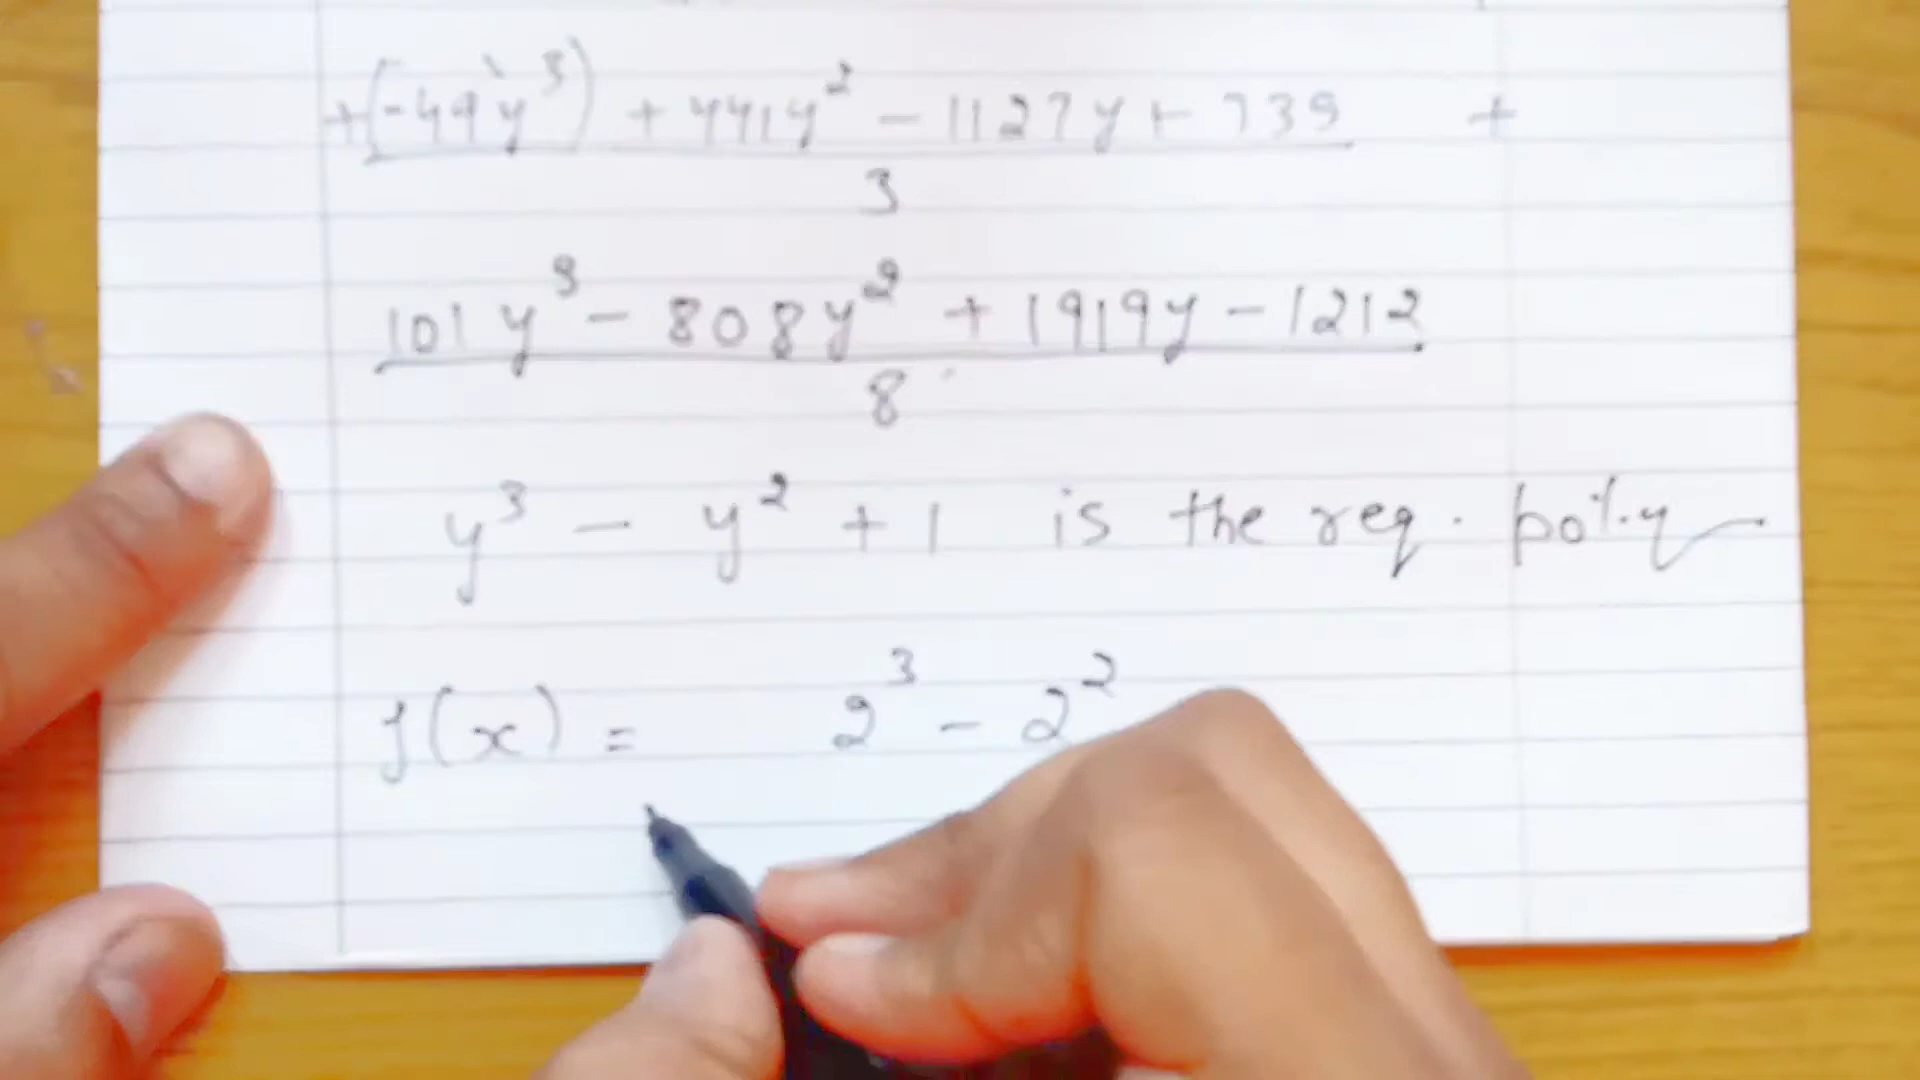 +(-49y³) + 441y² - 1127y + 739 +
3
101y³ - 808y² + 1919y - 1212
8
y³ - y² + 1 is the req. poly
f(x) = 2³ - 2²